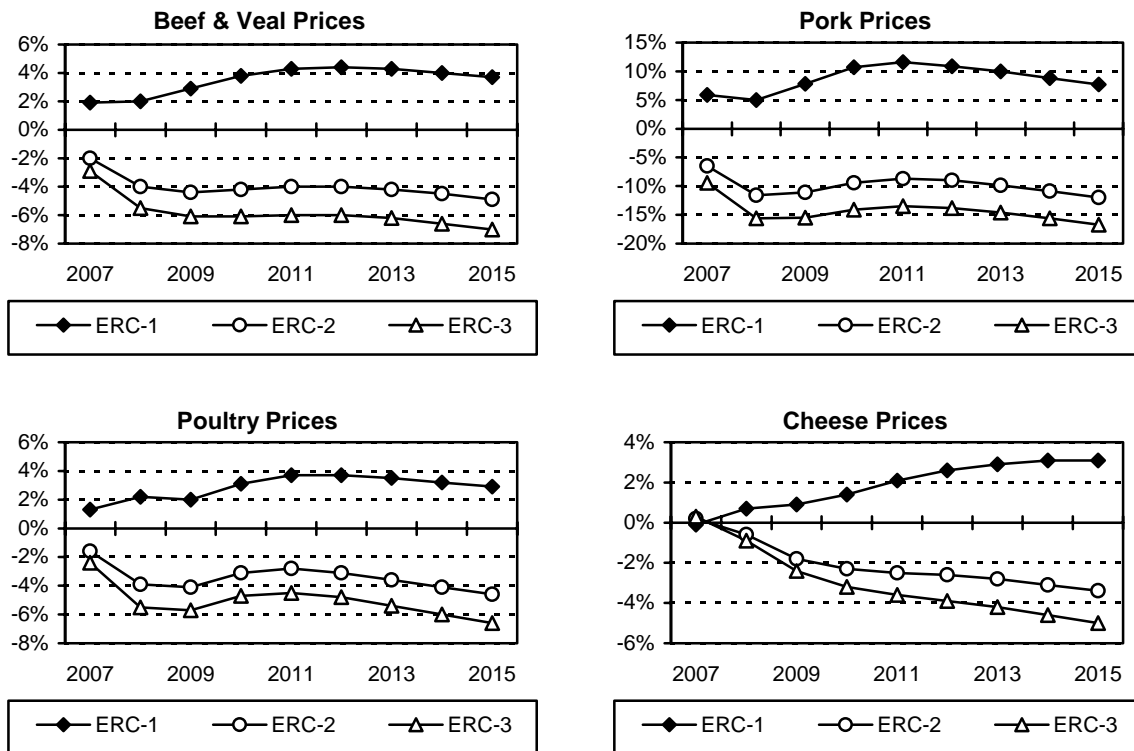 Beef & Veal Prices
6%
4%
2%
0%
-2%
-4%
-6%
-8%
2007 2009 2011 2013 2015
ERC-1 ERC-2 ERC-3
Pork Prices
15%
10%
5%
0%
-5%
-10%
-15%
-20%
2007 2009 2011 2013 2015
ERC-1 ERC-2 ERC-3
Poultry Prices
6%
4%
2%
0%
-2%
-4%
-6%
-8%
2007 2009 2011 2013 2015
ERC-1 ERC-2 ERC-3
Cheese Prices
4%
2%
0%
-2%
-4%
-6%
2007 2009 2011 2013 2015
ERC-1 ERC-2 ERC-3